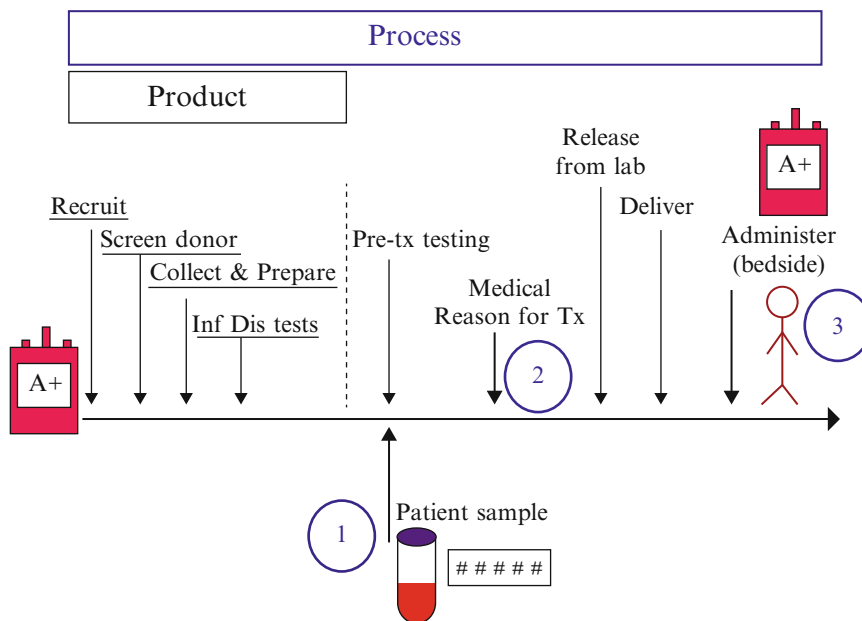 Process
Product
Release
from lab
A+
Recruit
Deliver
Screen donor
Pre-tx testing
Administer
(bedside)
Collect & Prepare
Medical
Reason for Tx
Inf Dis tests
3
2
A+
1
Patient sample
# # # # #